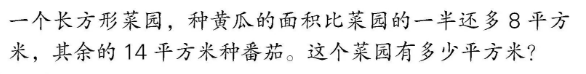 一个长方形菜园，种黄瓜的面积比菜园的一半还多 8 平方
米，其余的 14 平方米种番茄。这个菜园有多少平方米?